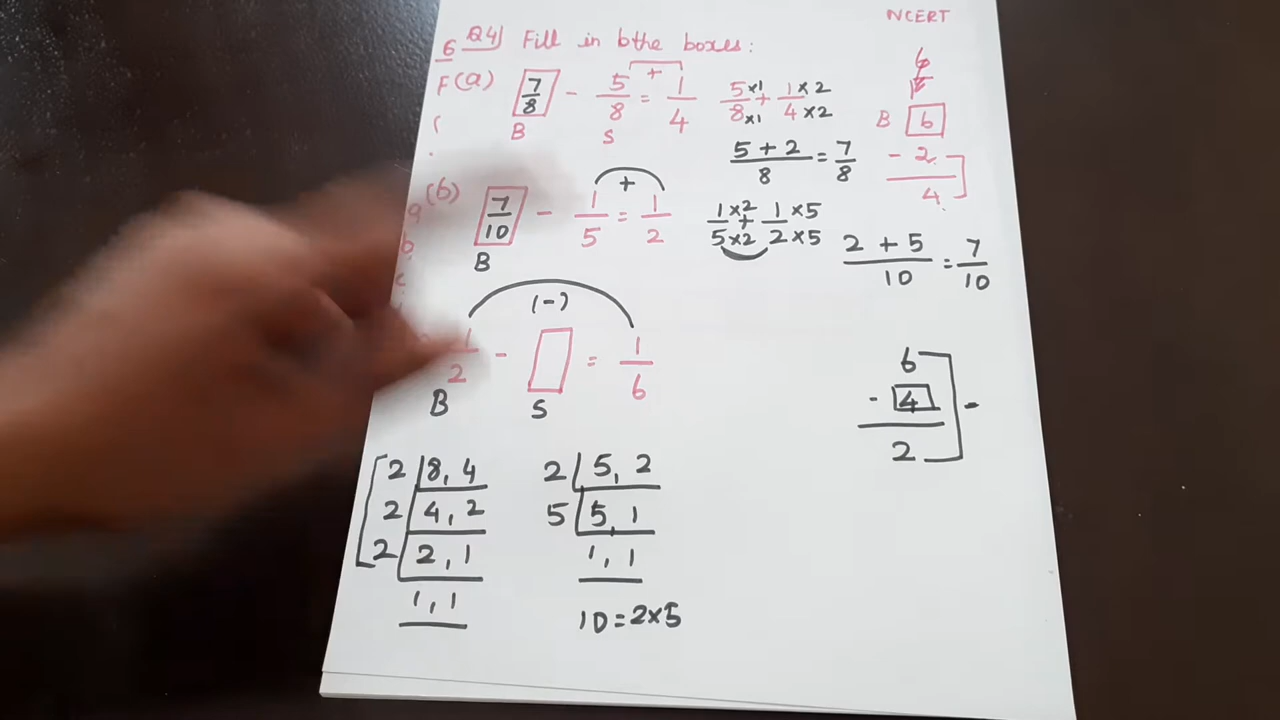 NCERT
6 Q4) Fill in bthe boxes:
F(a) 7/8 - 5/8 = 1/4 +
B S
5×1/8×1 + 1×2/4×2
5 + 2/8 = 7/8
6
B 6
- 2
4
(b) 7/10 - 1/5 = 1/2 +
B
1×2/5×2 + 1×5/2×5
2 + 5/10 = 7/10
a
b
c
1/2 - = 1/6 (-)
B S
6
- 4 -
2
2 8, 4
2 4, 2
2 2, 1
1, 1
2 5, 2
5 5, 1
1, 1
10 = 2×5